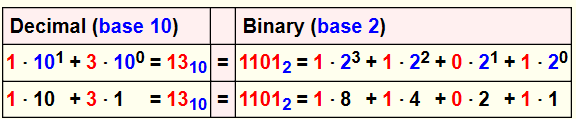 Decimal (base 10) Binary (base 2)
1 · 10¹ + 3 · 10⁰ = 13₁₀ = 1101₂ = 1 · 2³ + 1 · 2² + 0 · 2¹ + 1 · 2⁰
1 · 10 + 3 · 1 = 13₁₀ = 1101₂ = 1 · 8 + 1 · 4 + 0 · 2 + 1 · 1